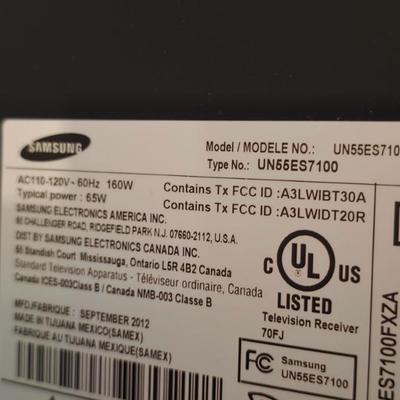 SAMSUNG
Model / MODELE NO.: UN55ES710
Type No.: UN55ES7100
AC110-120V~60Hz 160W
Typical power : 65W
Contains Tx FCC ID :A3LWIBT30A
Contains Tx FCC ID :A3LWIDT20R
SAMSUNG ELECTRONICS AMERICA INC.
85 CHALLENGER ROAD, RIDGEFIELD PARK N.J. 07660-2112, U.S.A.
DIST BY SAMSUNG ELECTRONICS CANADA INC.
55 Standish Court Mississauga, Ontario L5R 4B2 Canada
Standard Television Apparatus - Téléviseur ordinaire, Canada
Canada ICES-003Class B / Canada NMB-003 Classe B
MFD/FABRIQUE : SEPTEMBER 2012
MADE IN TIJUANA MEXICO(SAMEX)
FABRIQUE AU TIJUANA MEXIQUE(SAMEX)
C UL ®
LISTED
Television Receiver
70FJ
FC Samsung
UN55ES7100
ES7100FXZA